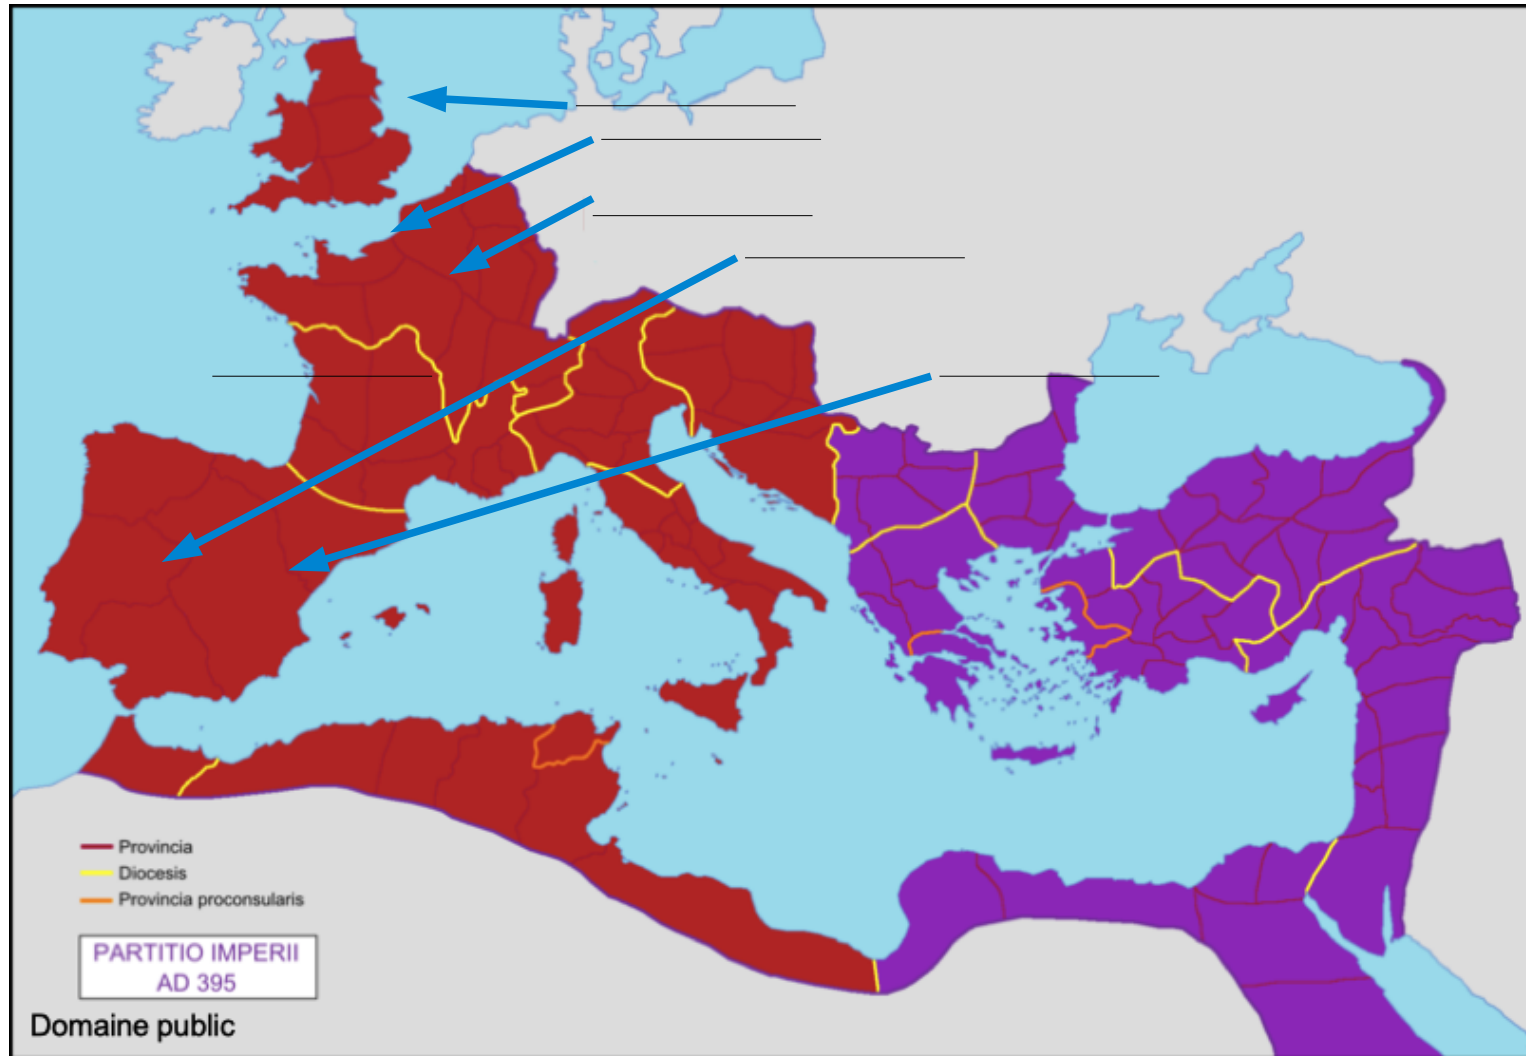 Provincia
Diocesis
Provincia proconsularis
PARTITIO IMPERII
AD 395
Domaine public